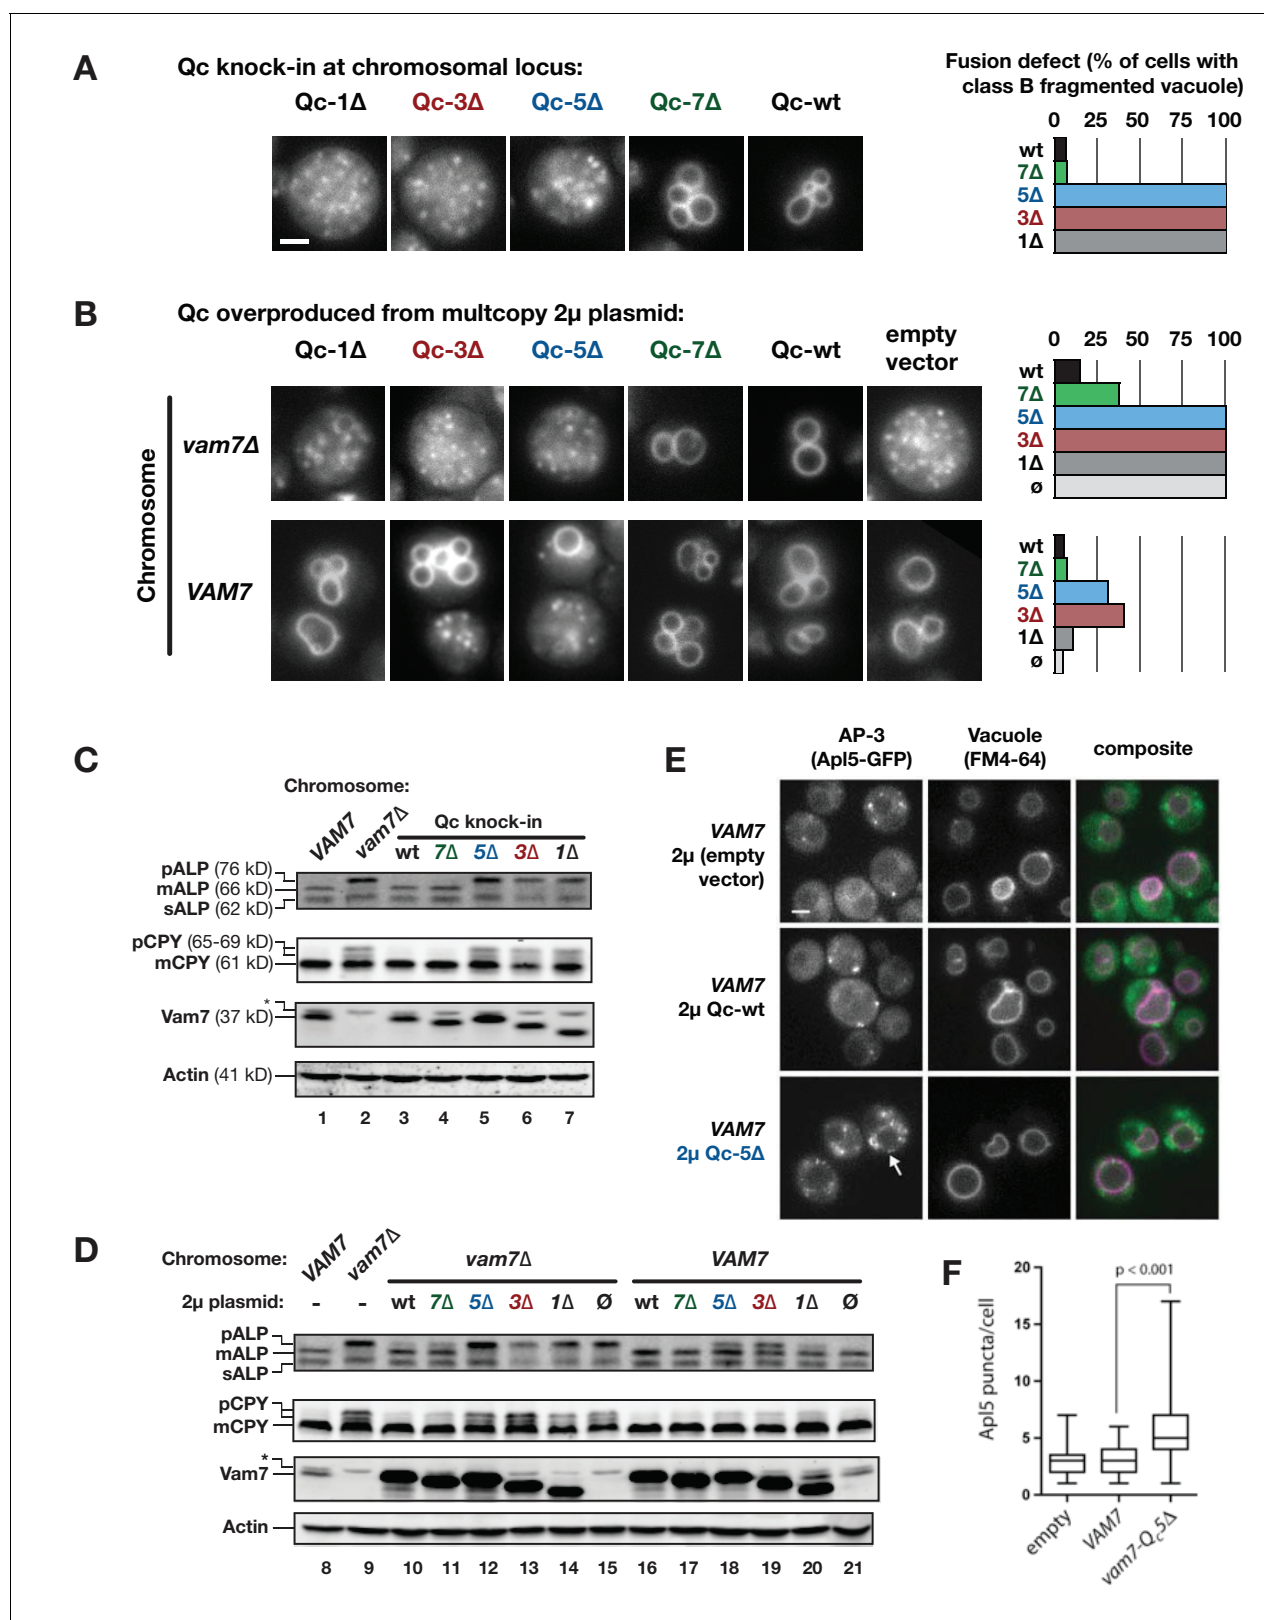 A
Qc knock-in at chromosomal locus:
Qc-1Δ Qc-3Δ Qc-5Δ Qc-7Δ Qc-wt
Fusion defect (% of cells with
class B fragmented vacuole)
0 25 50 75 100
wt
7Δ
5Δ
3Δ
1Δ
B
Qc overproduced from multcopy 2µ plasmid:
Qc-1Δ Qc-3Δ Qc-5Δ Qc-7Δ Qc-wt empty
vector
Chromosome
vam7Δ
VAM7
0 25 50 75 100
wt
7Δ
5Δ
3Δ
1Δ
ø
wt
7Δ
5Δ
3Δ
1Δ
ø
C
Chromosome:
VAM7 vam7Δ Qc knock-in
wt 7Δ 5Δ 3Δ 1Δ
pALP (76 kD)
mALP (66 kD)
sALP (62 kD)
pCPY (65-69 kD)
mCPY (61 kD)
*
Vam7 (37 kD)
Actin (41 kD)
1 2 3 4 5 6 7
D
Chromosome: VAM7 vam7Δ vam7Δ VAM7
2µ plasmid: - - wt 7Δ 5Δ 3Δ 1Δ Ø wt 7Δ 5Δ 3Δ 1Δ Ø
pALP
mALP
sALP
pCPY
mCPY
*
Vam7
Actin
8 9 10 11 12 13 14 15 16 17 18 19 20 21
E
AP-3
(Apl5-GFP)
Vacuole
(FM4-64)
composite
VAM7
2µ (empty
vector)
VAM7
2µ Qc-wt
VAM7
2µ Qc-5Δ
F
p < 0.001
Apl5 puncta/cell
20
15
10
5
0
empty VAM7 vam7-Qc5Δ